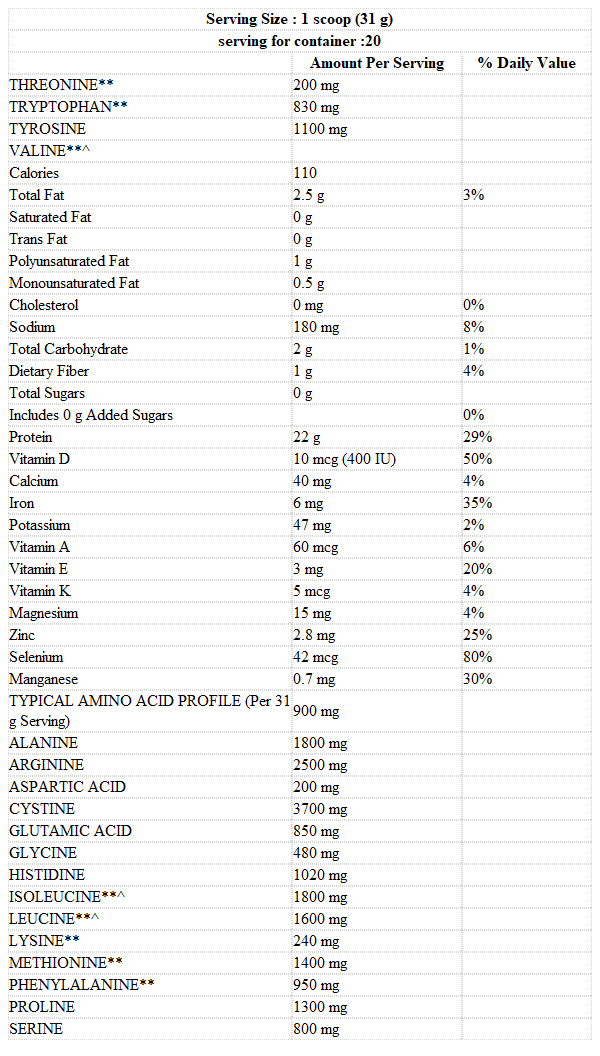 Serving Size : 1 scoop (31 g)
serving for container :20
Amount Per Serving % Daily Value
THREONINE** 200 mg
TRYPTOPHAN** 830 mg
TYROSINE 1100 mg
VALINE**^
Calories 110
Total Fat 2.5 g 3%
Saturated Fat 0 g
Trans Fat 0 g
Polyunsaturated Fat 1 g
Monounsaturated Fat 0.5 g
Cholesterol 0 mg 0%
Sodium 180 mg 8%
Total Carbohydrate 2 g 1%
Dietary Fiber 1 g 4%
Total Sugars 0 g
Includes 0 g Added Sugars 0%
Protein 22 g 29%
Vitamin D 10 mcg (400 IU) 50%
Calcium 40 mg 4%
Iron 6 mg 35%
Potassium 47 mg 2%
Vitamin A 60 mcg 6%
Vitamin E 3 mg 20%
Vitamin K 5 mcg 4%
Magnesium 15 mg 4%
Zinc 2.8 mg 25%
Selenium 42 mcg 80%
Manganese 0.7 mg 30%
TYPICAL AMINO ACID PROFILE (Per 31
g Serving) 900 mg
ALANINE 1800 mg
ARGININE 2500 mg
ASPARTIC ACID 200 mg
CYSTINE 3700 mg
GLUTAMIC ACID 850 mg
GLYCINE 480 mg
HISTIDINE 1020 mg
ISOLEUCINE**^ 1800 mg
LEUCINE**^ 1600 mg
LYSINE** 240 mg
METHIONINE** 1400 mg
PHENYLALANINE** 950 mg
PROLINE 1300 mg
SERINE 800 mg